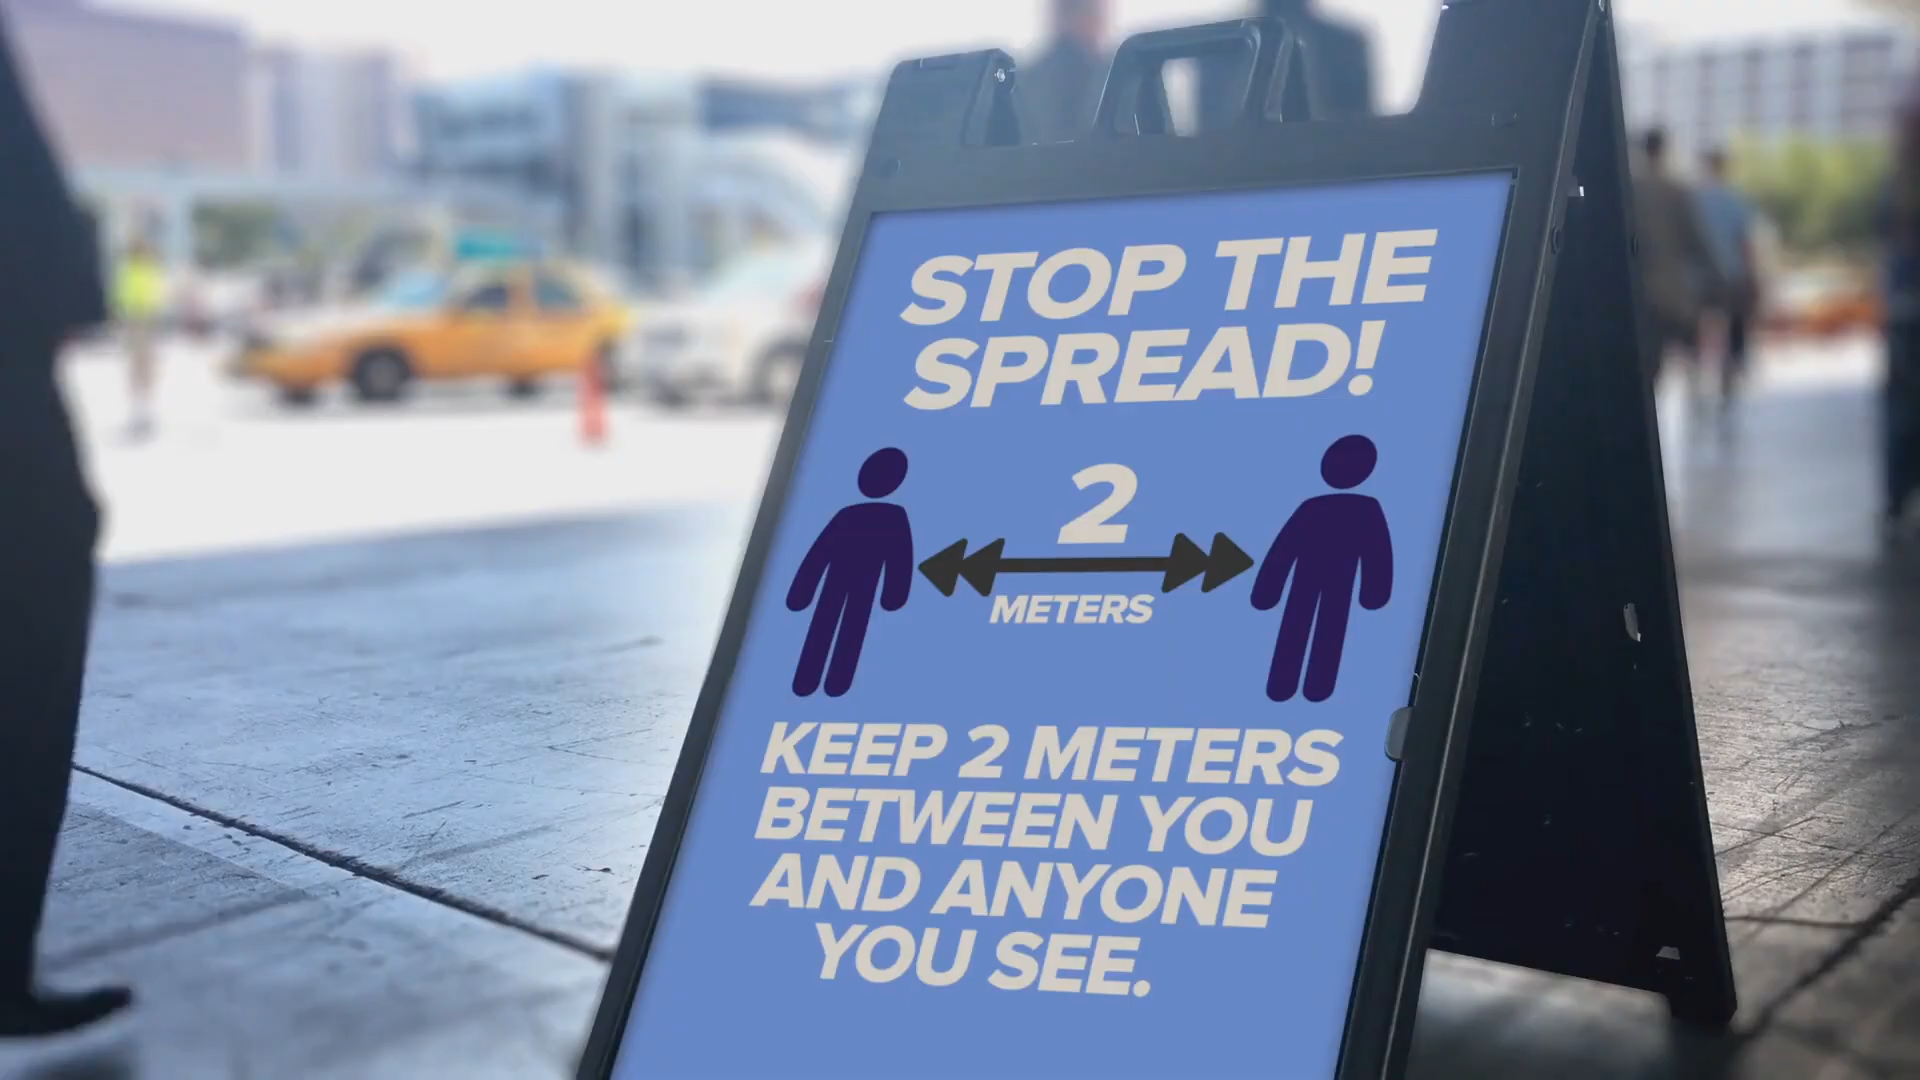 STOP THE
SPREAD!
2
METERS
KEEP 2 METERS
BETWEEN YOU
AND ANYONE
YOU SEE.